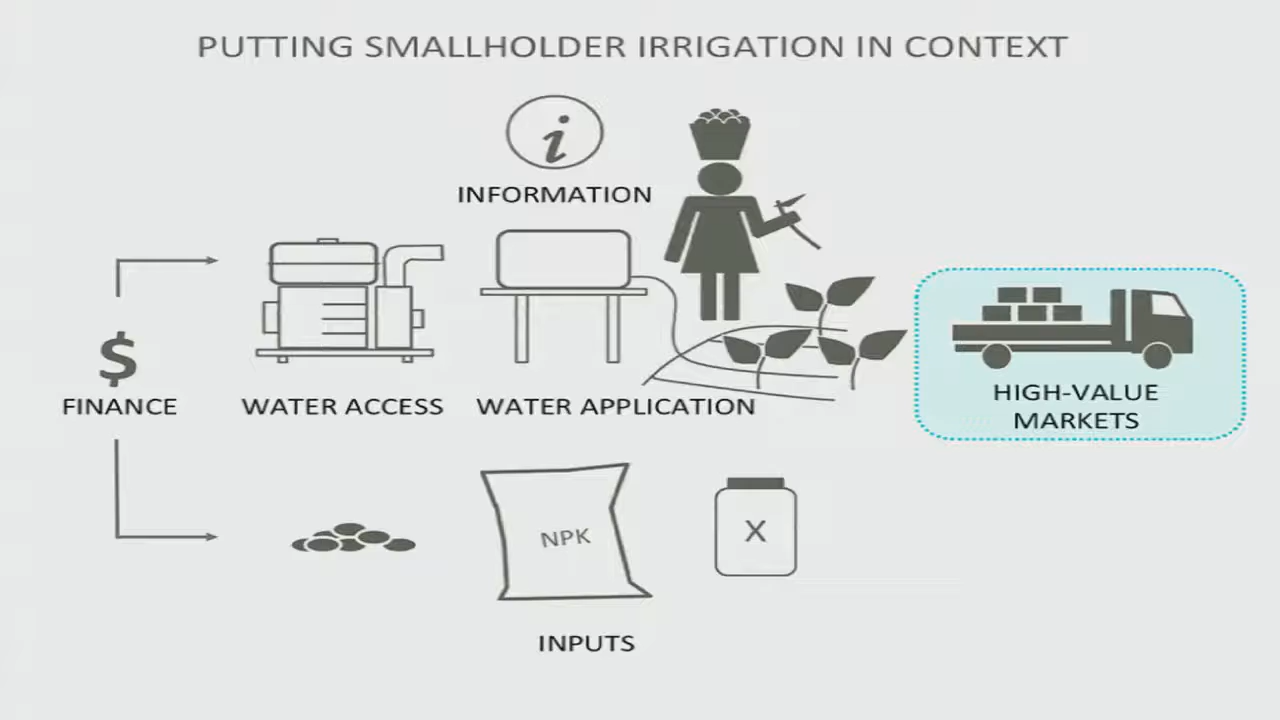 PUTTING SMALLHOLDER IRRIGATION IN CONTEXT
i
INFORMATION
$
FINANCE
WATER ACCESS
WATER APPLICATION
HIGH-VALUE
MARKETS
NPK
X
INPUTS